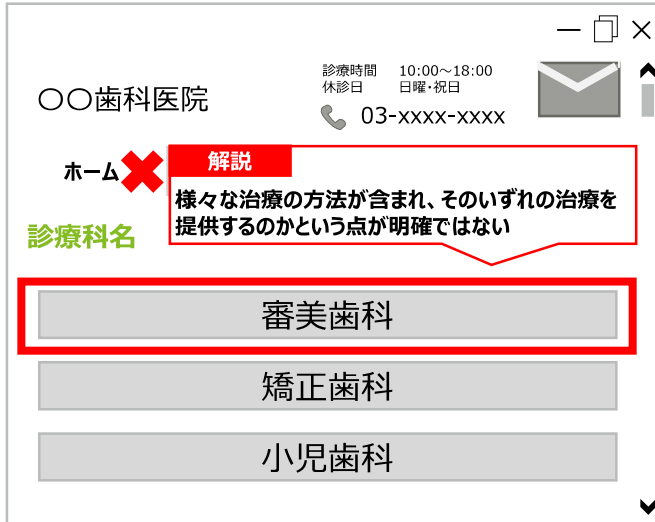 診療時間 10:00～18:00
休診日 日曜・祝日
〇〇歯科医院
03-xxxx-xxxx
ホーム
解説
様々な治療の方法が含まれ、そのいずれの治療を
提供するのかという点が明確ではない
診療科名
審美歯科
矯正歯科
小児歯科